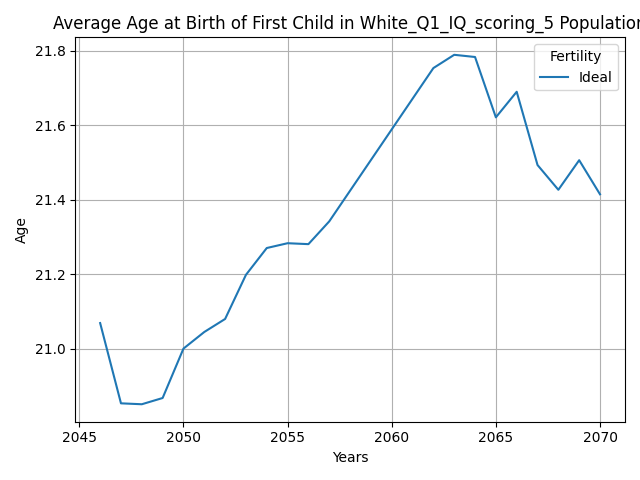 Average Age at Birth of First Child in White_Q1_IQ_scoring_5 Population
21.8
21.6
21.4
21.2
21.0
Age
Fertility
Ideal
2045 2050 2055 2060 2065 2070
Years